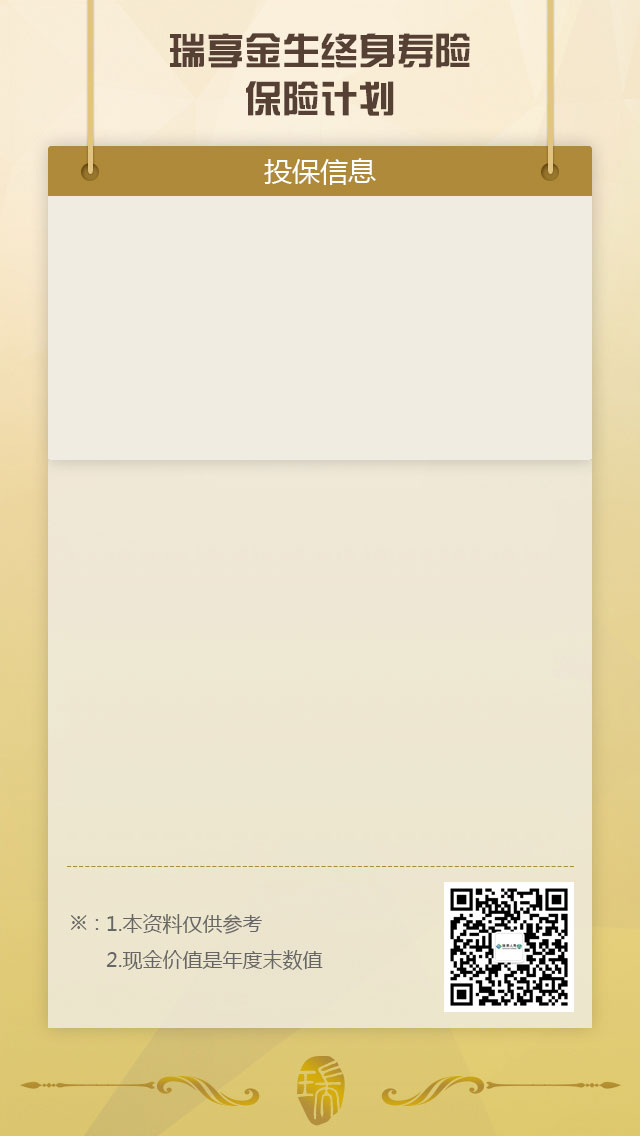 瑞享金生终身寿险
保险计划
投保信息
※：1.本资料仅供参考
2.现金价值是年度末数值
瑞